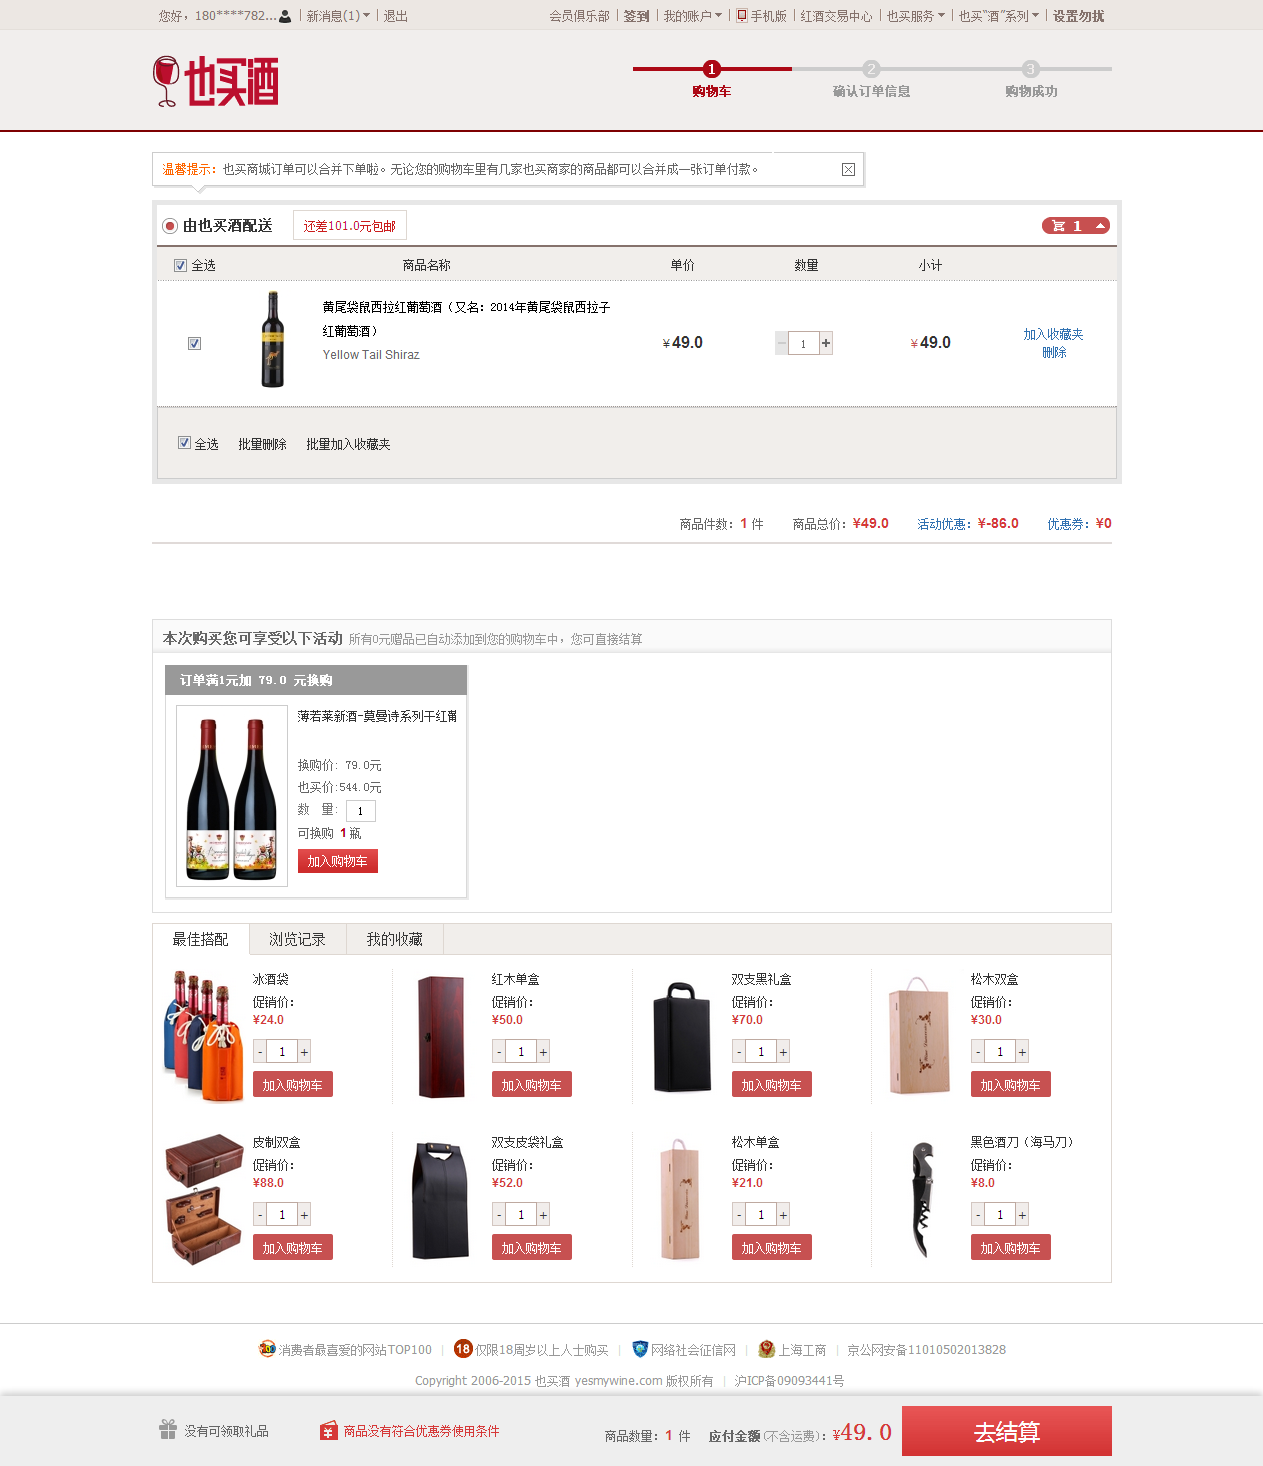 您好，180****782... 新消息(1) 退出 会员俱乐部 签到 我的账户 手机版 红酒交易中心 也买服务 也买"酒"系列 设置勿扰
也买酒
1 2 3
购物车 确认订单信息 购物成功
温馨提示：也买商城订单可以合并下单啦。无论您的购物车里有几家也买商家的商品都可以合并成一张订单付款。
由也买酒配送 还差101.0元包邮 1
全选 商品名称 单价 数量 小计
黄尾袋鼠西拉红葡萄酒（又名：2014年黄尾袋鼠西拉子
红葡萄酒）
Yellow Tail Shiraz
¥49.0 − 1 + ¥49.0
加入收藏夹
删除
全选 批量删除 批量加入收藏夹
商品件数：1 件 商品总价：¥49.0 活动优惠：¥-86.0 优惠券：¥0
本次购买您可享受以下活动 所有0元赠品已自动添加到您的购物车中，您可直接结算
订单满1元加 79.0 元换购
薄若莱新酒-莫曼诗系列干红葡
换购价: 79.0元
也买价:544.0元
数 量: 1
可换购 1瓶
加入购物车
最佳搭配 浏览记录 我的收藏
冰酒袋 红木单盒 双支黑礼盒 松木双盒
促销价： 促销价： 促销价： 促销价：
¥24.0 ¥50.0 ¥70.0 ¥30.0
- 1 + - 1 + - 1 + - 1 +
加入购物车 加入购物车 加入购物车 加入购物车
皮制双盒 双支皮袋礼盒 松木单盒 黑色酒刀（海马刀）
促销价： 促销价： 促销价： 促销价：
¥88.0 ¥52.0 ¥21.0 ¥8.0
- 1 + - 1 + - 1 + - 1 +
加入购物车 加入购物车 加入购物车 加入购物车
消费者最喜爱的网站TOP100 | 18 仅限18周岁以上人士购买 | 网络社会征信网 | 上海工商 | 京公网安备11010502013828
Copyright 2006-2015 也买酒 yesmywine.com 版权所有 | 沪ICP备09093441号
没有可领取礼品 商品没有符合优惠券使用条件 商品数量：1 件 应付金额(不含运费)：¥49.0 去结算